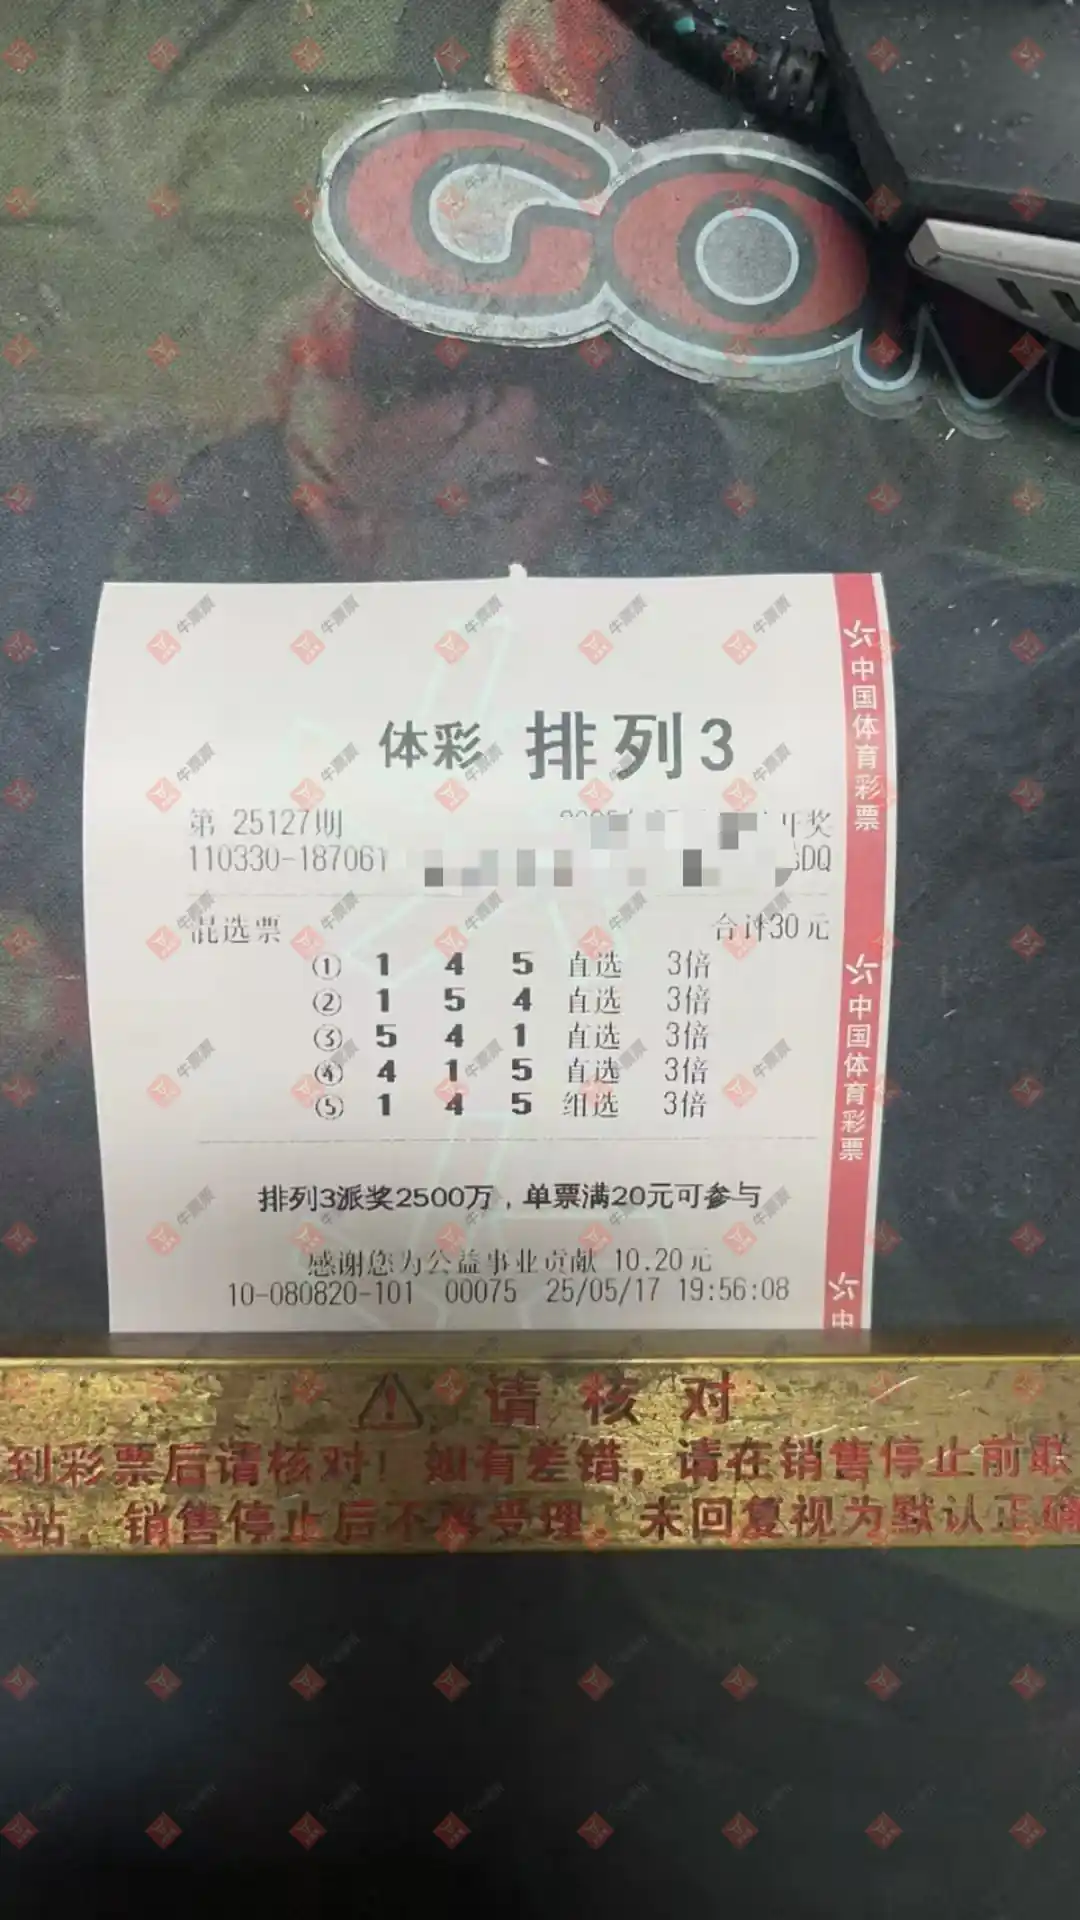 GO
体彩 排列3
第 25127期 开奖
110330-187061 DQ
混选票 合计30元
① 1 4 5 直选 3倍
② 1 5 4 直选 3倍
③ 5 4 1 直选 3倍
④ 4 1 5 直选 3倍
⑤ 1 4 5 组选 3倍
排列3派奖2500万，单票满20元可参与
感谢您为公益事业贡献 10.20元
10-080820-101 00075 25/05/17 19:56:08
中国体育彩票
中国体育彩票
中
请核对
到彩票后请核对！如有差错，请在销售停止前联
站，销售停止后不再受理。未回复视为默认正确
牛票票